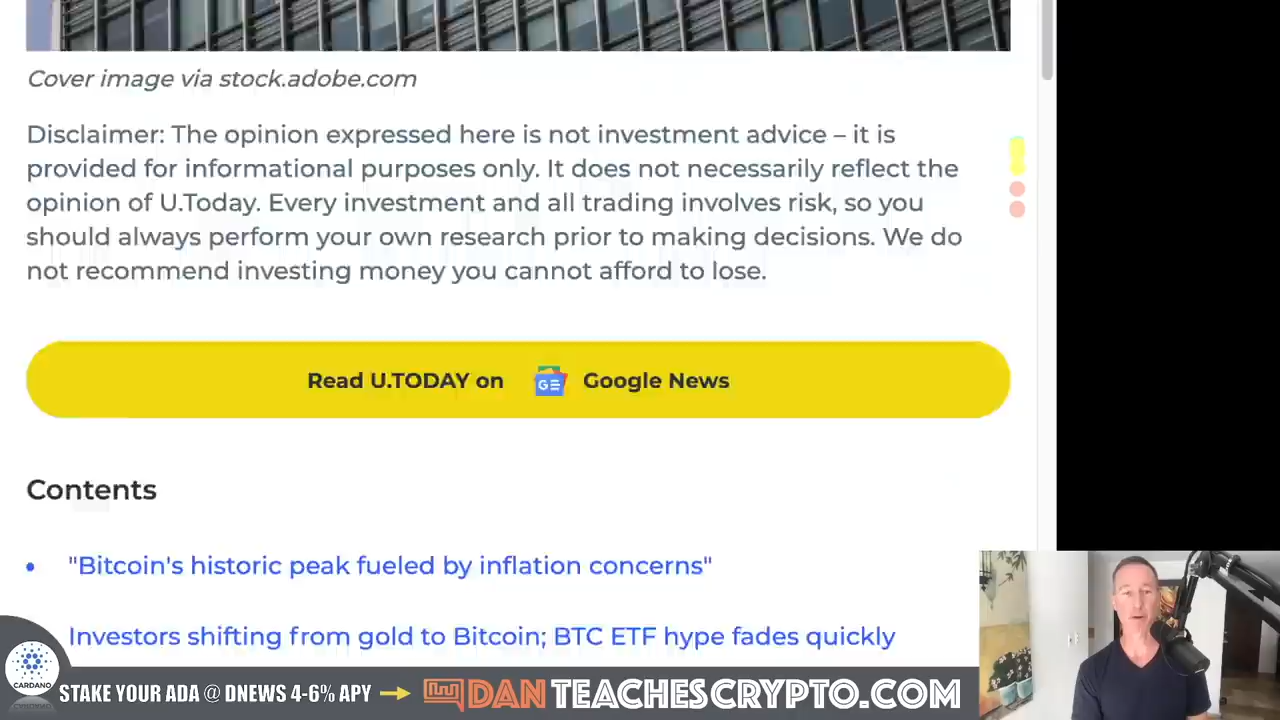 Cover image via stock.adobe.com
Disclaimer: The opinion expressed here is not investment advice – it is
provided for informational purposes only. It does not necessarily reflect the
opinion of U.Today. Every investment and all trading involves risk, so you
should always perform your own research prior to making decisions. We do
not recommend investing money you cannot afford to lose.
Read U.TODAY on GE Google News
Contents
• "Bitcoin's historic peak fueled by inflation concerns"
Investors shifting from gold to Bitcoin; BTC ETF hype fades quickly
CARDANO
STAKE YOUR ADA @ DNEWS 4-6% APY
DANTEACHESCRYPTO.COM